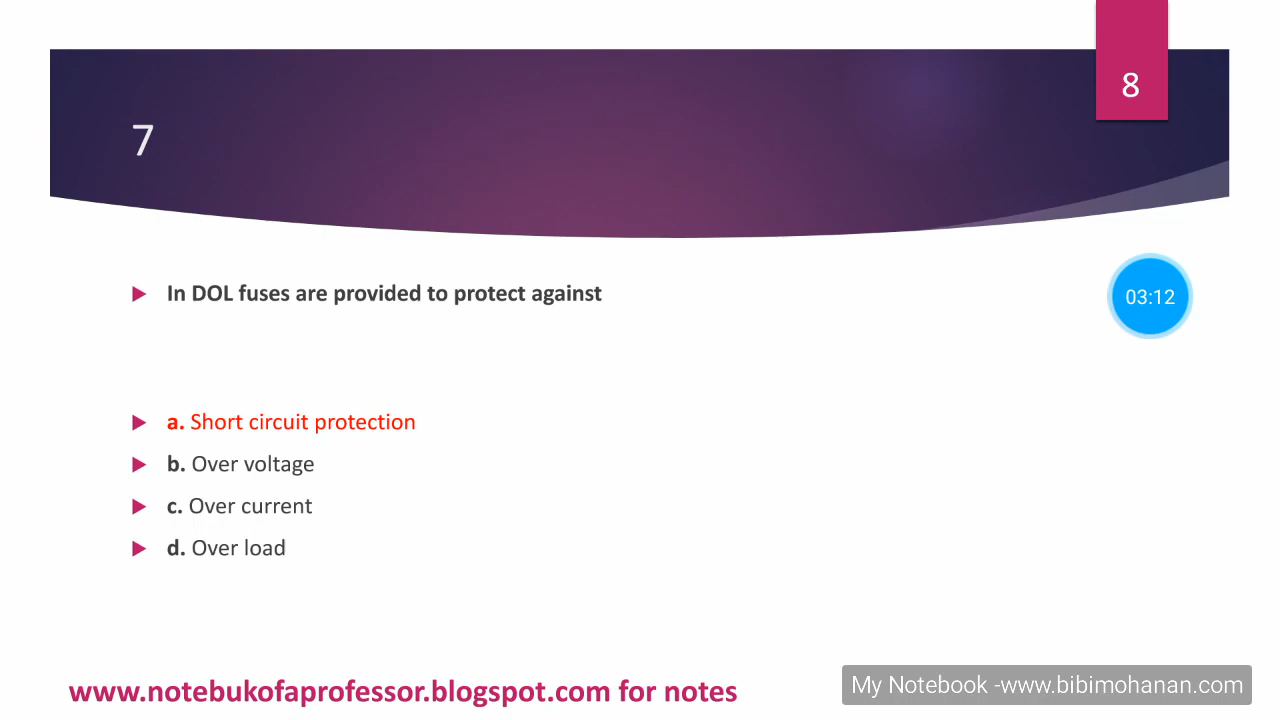 8
7
In DOL fuses are provided to protect against
03:12
a. Short circuit protection
b. Over voltage
c. Over current
d. Over load
www.notebukofaprofessor.blogspot.com for notes
My Notebook -www.bibimohanan.com